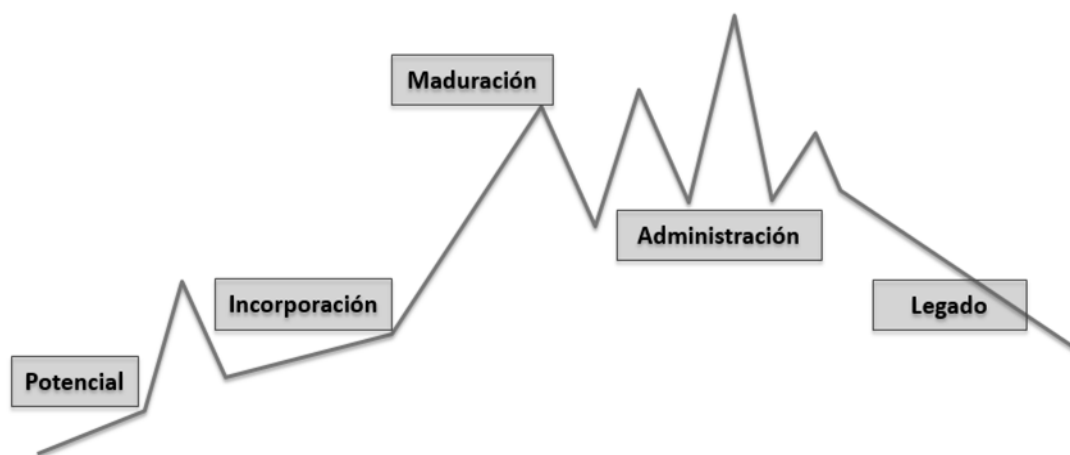 Potencial
Incorporación
Maduración
Administración
Legado